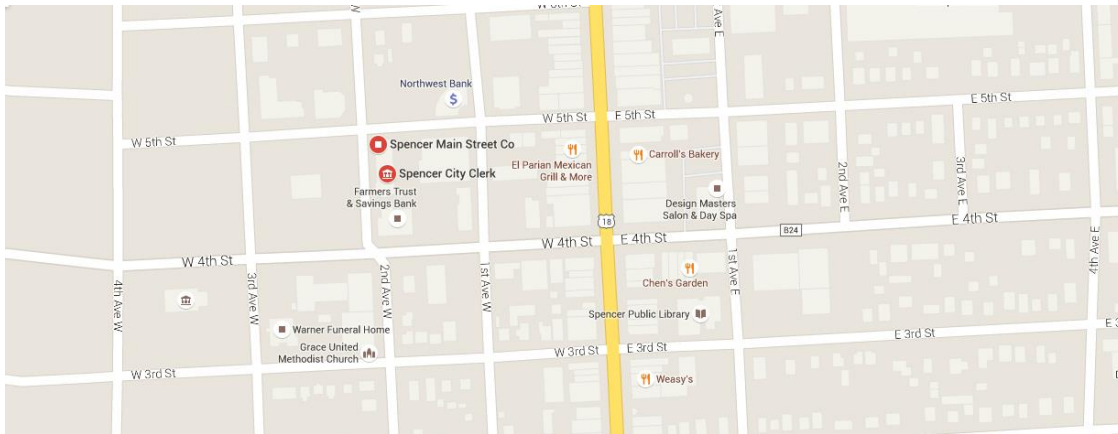 W
W 6th St
1st Ave E
Northwest Bank
$
W 5th St
E 5th St
E 5th St
W 5th St
Spencer Main Street Co
Spencer City Clerk
El Parian Mexican
Grill & More
Carroll's Bakery
Farmers Trust
& Savings Bank
Design Masters
Salon & Day Spa
2nd Ave E
3rd Ave E
18
B24
E 4th St
W 4th St
E 4th St
W 4th St
4th Ave W
3rd Ave W
2nd Ave W
1st Ave W
1st Ave E
4th Ave E
Chen's Garden
Spencer Public Library
Warner Funeral Home
Grace United
Methodist Church
W 3rd St
E 3rd St
E 3rd St
E 3
W 3rd St
Weasy's